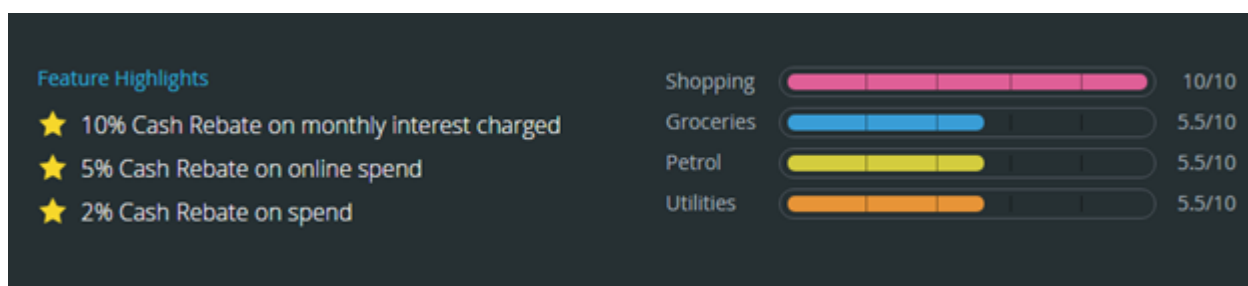 Feature Highlights
10% Cash Rebate on monthly interest charged
5% Cash Rebate on online spend
2% Cash Rebate on spend
Shopping 10/10
Groceries 5.5/10
Petrol 5.5/10
Utilities 5.5/10